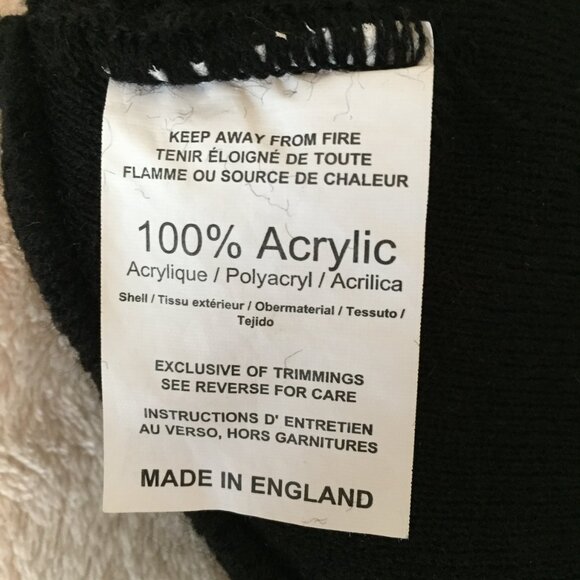 KEEP AWAY FROM FIRE
TENIR ÉLOIGNÉ DE TOUTE
FLAMME OU SOURCE DE CHALEUR
100% Acrylic
Acrylique / Polyacryl / Acrilica
Shell / Tissu extérieur / Obermaterial / Tessuto /
Tejido
EXCLUSIVE OF TRIMMINGS
SEE REVERSE FOR CARE
INSTRUCTIONS D' ENTRETIEN
AU VERSO, HORS GARNITURES
MADE IN ENGLAND